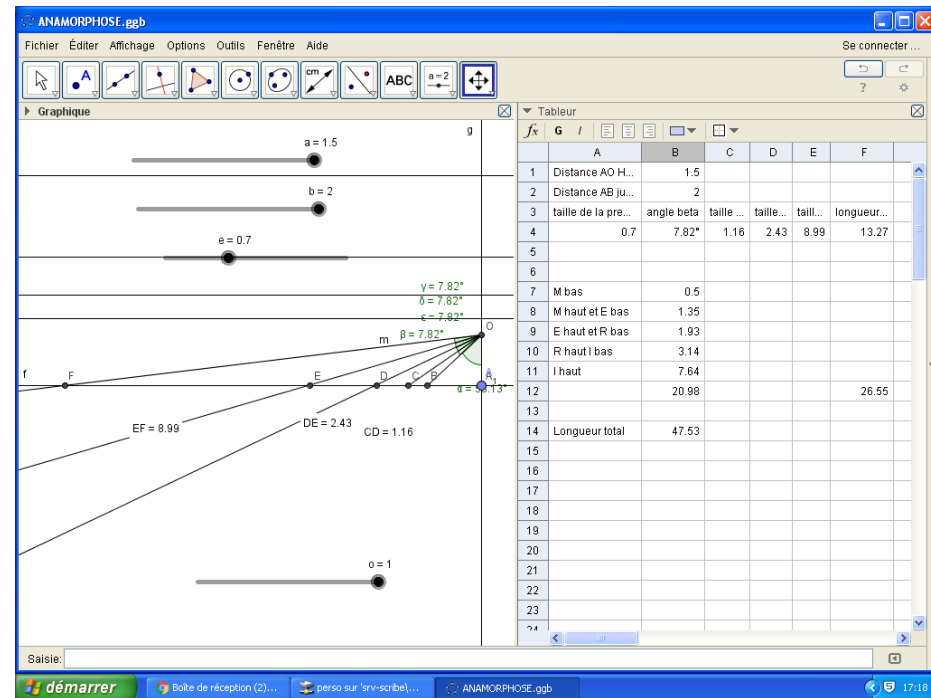 ANAMORPHOSE.ggb
Fichier Éditer Affichage Options Outils Fenêtre Aide Se connecter ...
cm ABC a=2
?
Graphique
g
a = 1.5
b = 2
e = 0.7
γ = 7.82°
δ = 7.82°
ε = 7.82°
β = 7.82°
m
O
f
F E D C B A
EF = 8.99
DE = 2.43
CD = 1.16
o = 1
Tableur
fx G I
A B C D E F
1 Distance AO H... 1.5
2 Distance AB ju... 2
3 taille de la pre... angle beta taille ... taille... taill... longueur...
4 0.7 7.82° 1.16 2.43 8.99 13.27
5
6
7 M bas 0.5
8 M haut et E bas 1.35
9 E haut et R bas 1.93
10 R haut I bas 3.14
11 I haut 7.64
12 20.98 26.55
13
14 Longueur total 47.53
15
16
17
18
19
20
21
22
23
24
Saisie:
démarrer Boîte de réception (2)... perso sur 'srv-scribe\... ANAMORPHOSE.ggb 17:18